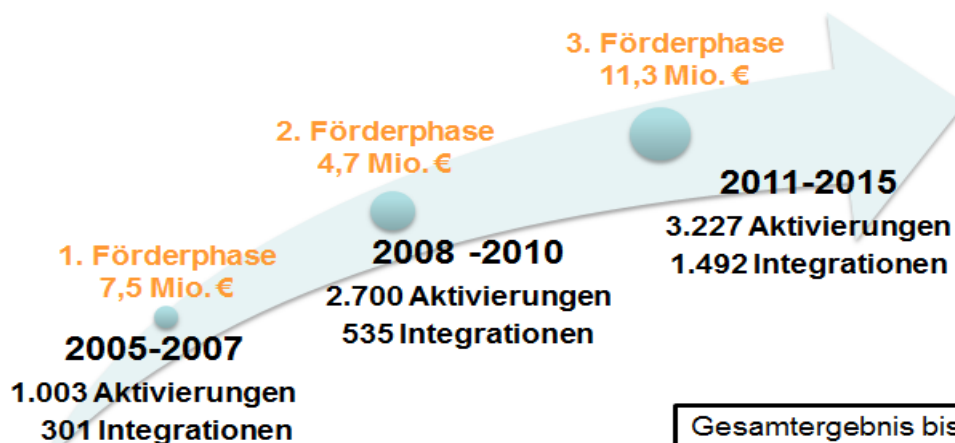 3. Förderphase
11,3 Mio. €
2. Förderphase
4,7 Mio. €
2011-2015
3.227 Aktivierungen
1.492 Integrationen
1. Förderphase
7,5 Mio. €
2008 -2010
2.700 Aktivierungen
535 Integrationen
2005-2007
1.003 Aktivierungen
301 Integrationen
Gesamtergebnis bis